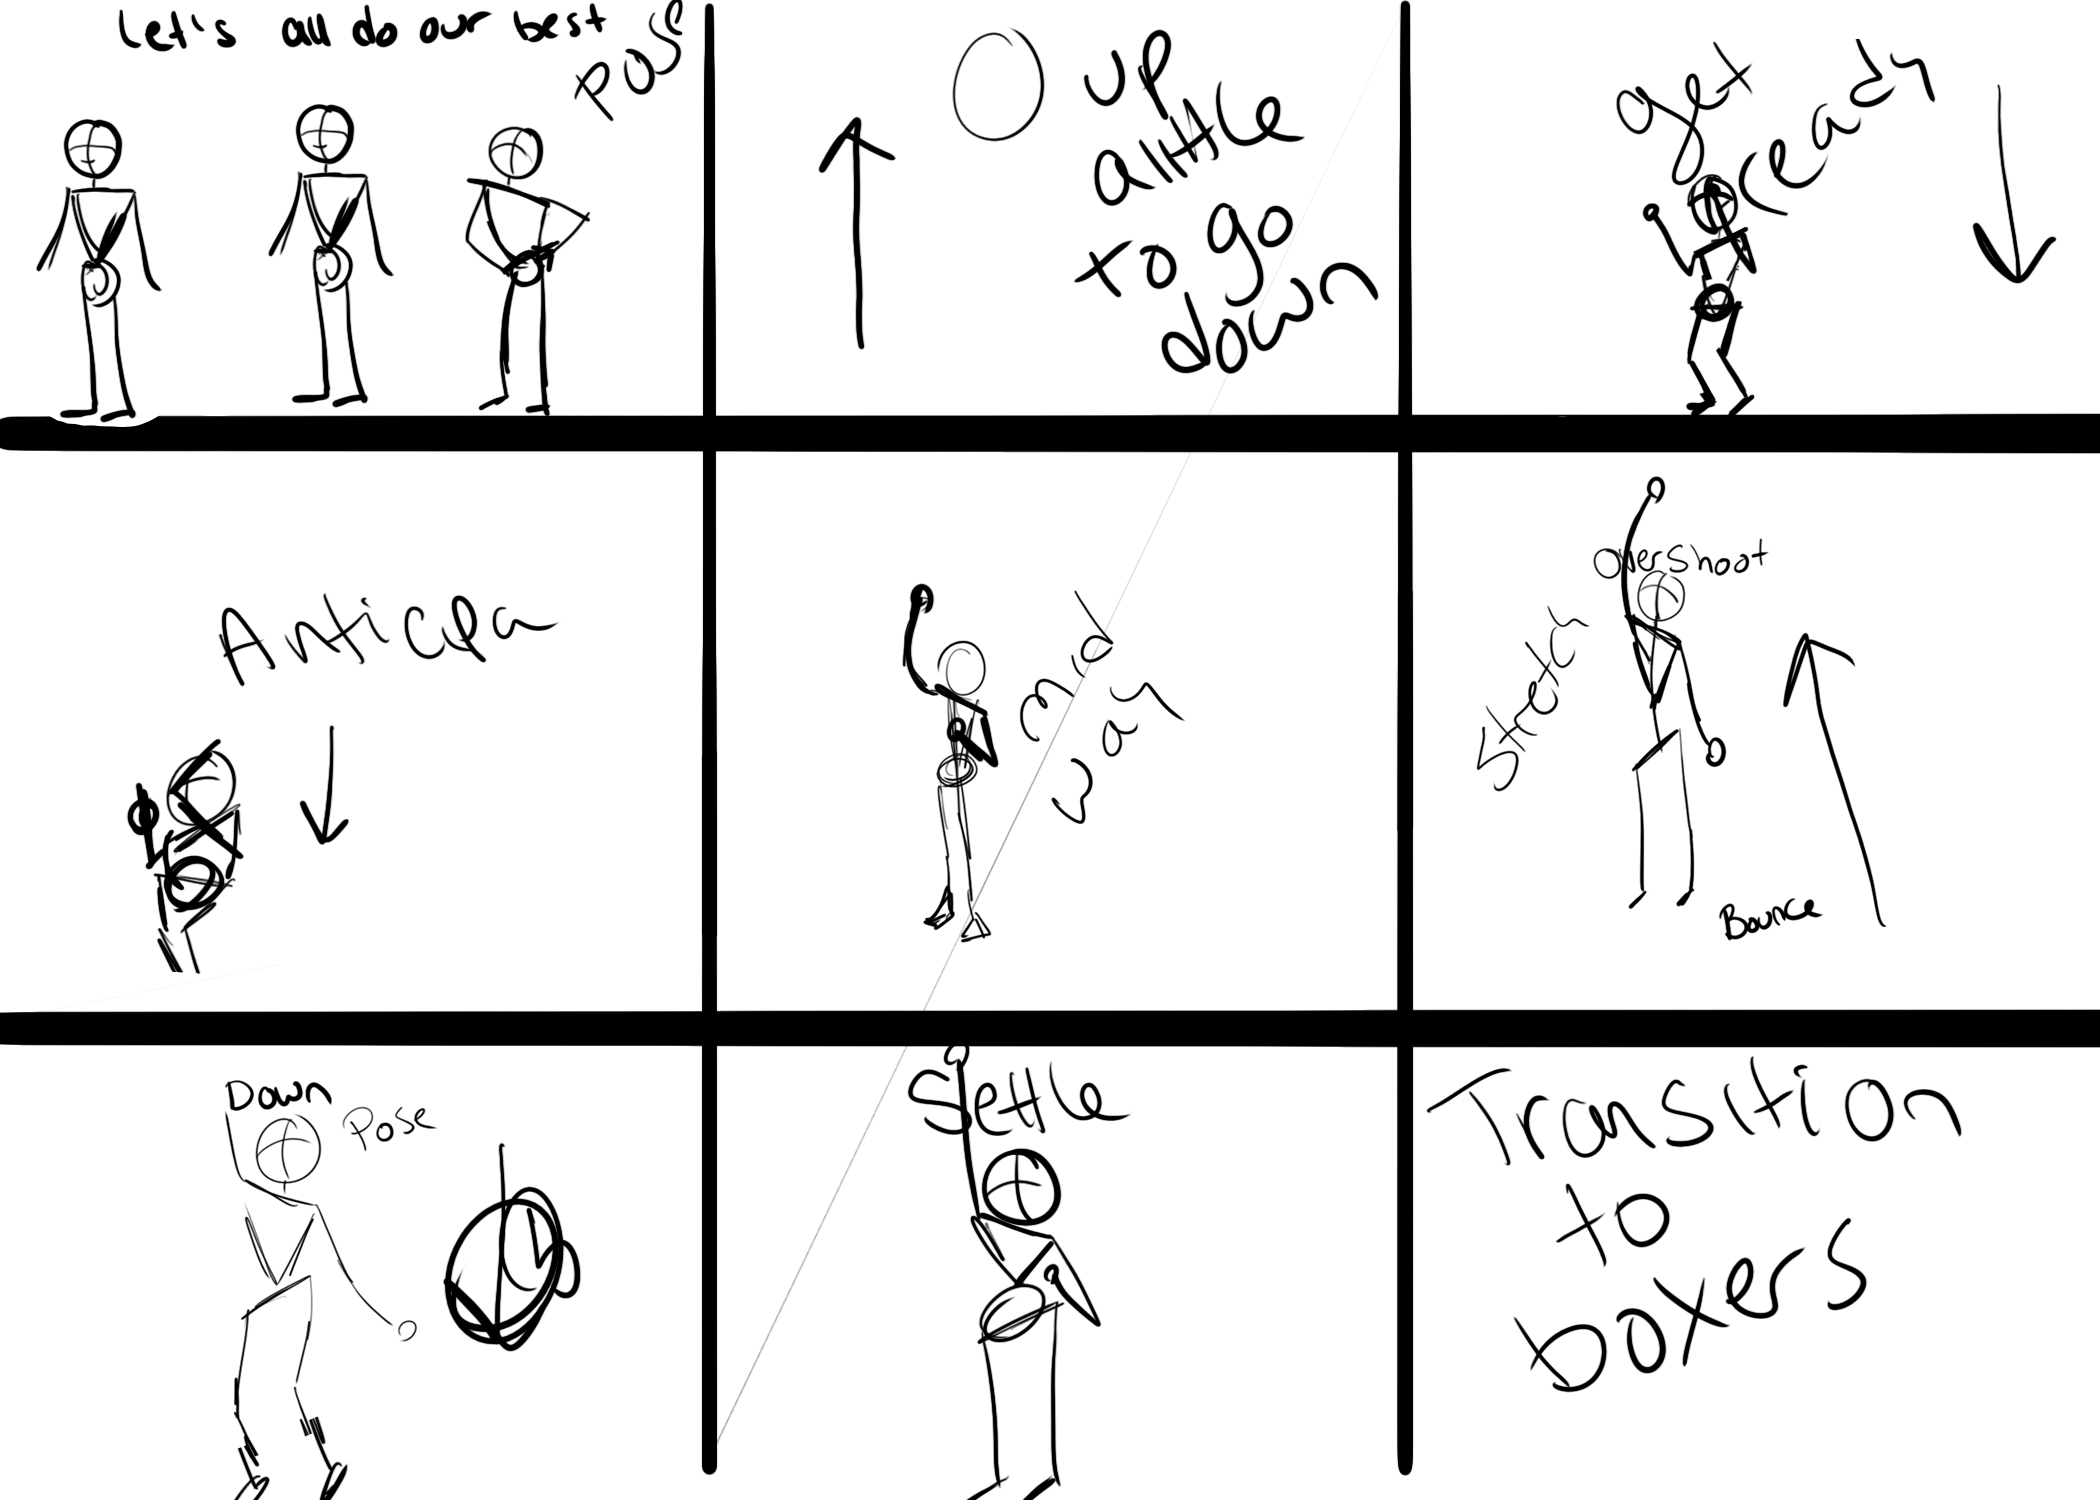 Let's all do our best
Pose
up
alittle
to go
down
get
ready
Anticipa
mid
way
overshoot
Stretch
Bounce
Down
Pose
Settle
Transition
to
boxers